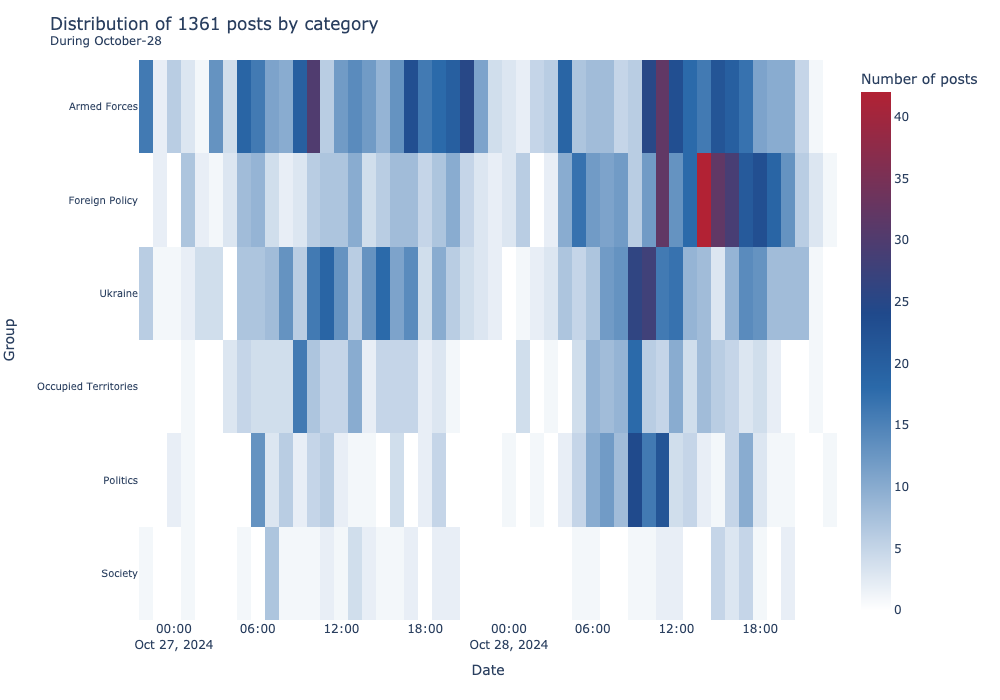 Distribution of 1361 posts by category
During October-28
Number of posts
Armed Forces
Foreign Policy
Ukraine
Occupied Territories
Politics
Society
Group
40
35
30
25
20
15
10
5
0
00:00 06:00 12:00 18:00 00:00 06:00 12:00 18:00
Oct 27, 2024 Oct 28, 2024
Date